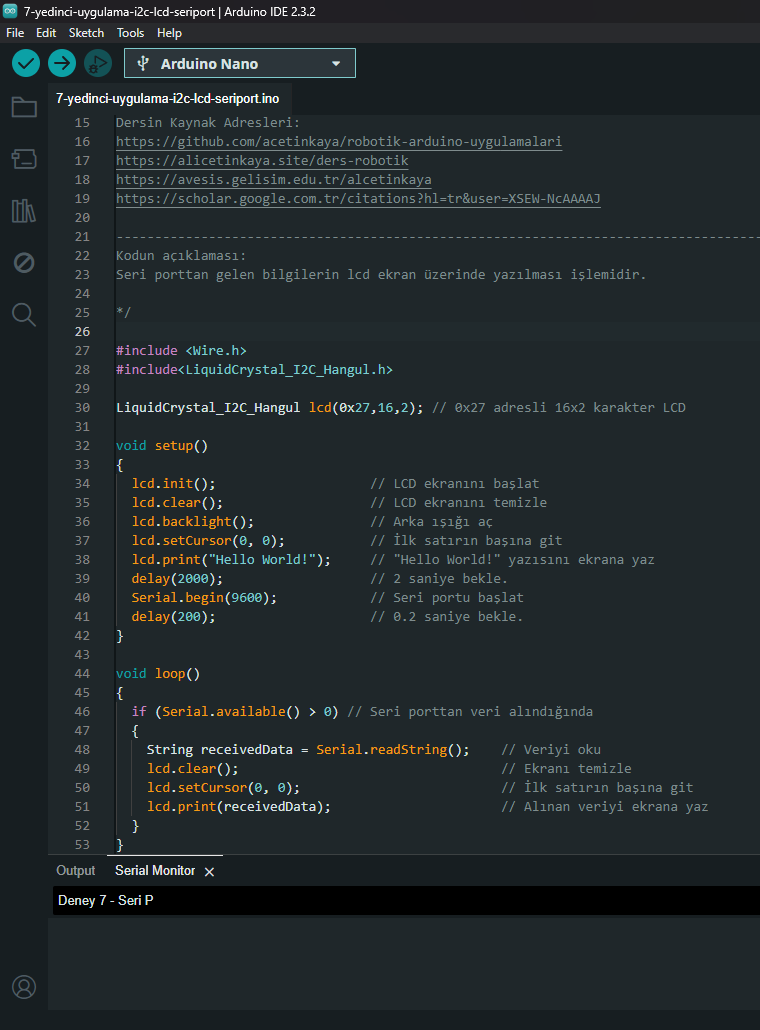 7-yedinci-uygulama-i2c-lcd-seriport | Arduino IDE 2.3.2
File Edit Sketch Tools Help
Arduino Nano
7-yedinci-uygulama-i2c-lcd-seriport.ino
15 Dersin Kaynak Adresleri:
16 https://github.com/acetinkaya/robotik-arduino-uygulamalari
17 https://alicetinkaya.site/ders-robotik
18 https://avesis.gelisim.edu.tr/alcetinkaya
19 https://scholar.google.com.tr/citations?hl=tr&user=XSEW-NcAAAAJ
20
21 ------------------------------------------------------------------------------------
22 Kodun açıklaması:
23 Seri porttan gelen bilgilerin lcd ekran üzerinde yazılması işlemidir.
24
25 */
26
27 #include <Wire.h>
28 #include<LiquidCrystal_I2C_Hangul.h>
29
30 LiquidCrystal_I2C_Hangul lcd(0x27,16,2); // 0x27 adresli 16x2 karakter LCD
31
32 void setup()
33 {
34   lcd.init();                    // LCD ekranını başlat
35   lcd.clear();                   // LCD ekranını temizle
36   lcd.backlight();               // Arka ışığı aç
37   lcd.setCursor(0, 0);           // İlk satırın başına git
38   lcd.print("Hello World!");     // "Hello World!" yazısını ekrana yaz
39   delay(2000);                   // 2 saniye bekle.
40   Serial.begin(9600);            // Seri portu başlat
41   delay(200);                    // 0.2 saniye bekle.
42 }
43
44 void loop()
45 {
46   if (Serial.available() > 0) // Seri porttan veri alındığında
47   {
48     String receivedData = Serial.readString();    // Veriyi oku
49     lcd.clear();                                  // Ekranı temizle
50     lcd.setCursor(0, 0);                          // İlk satırın başına git
51     lcd.print(receivedData);                      // Alınan veriyi ekrana yaz
52   }
53 }
Output Serial Monitor
Deney 7 - Seri P